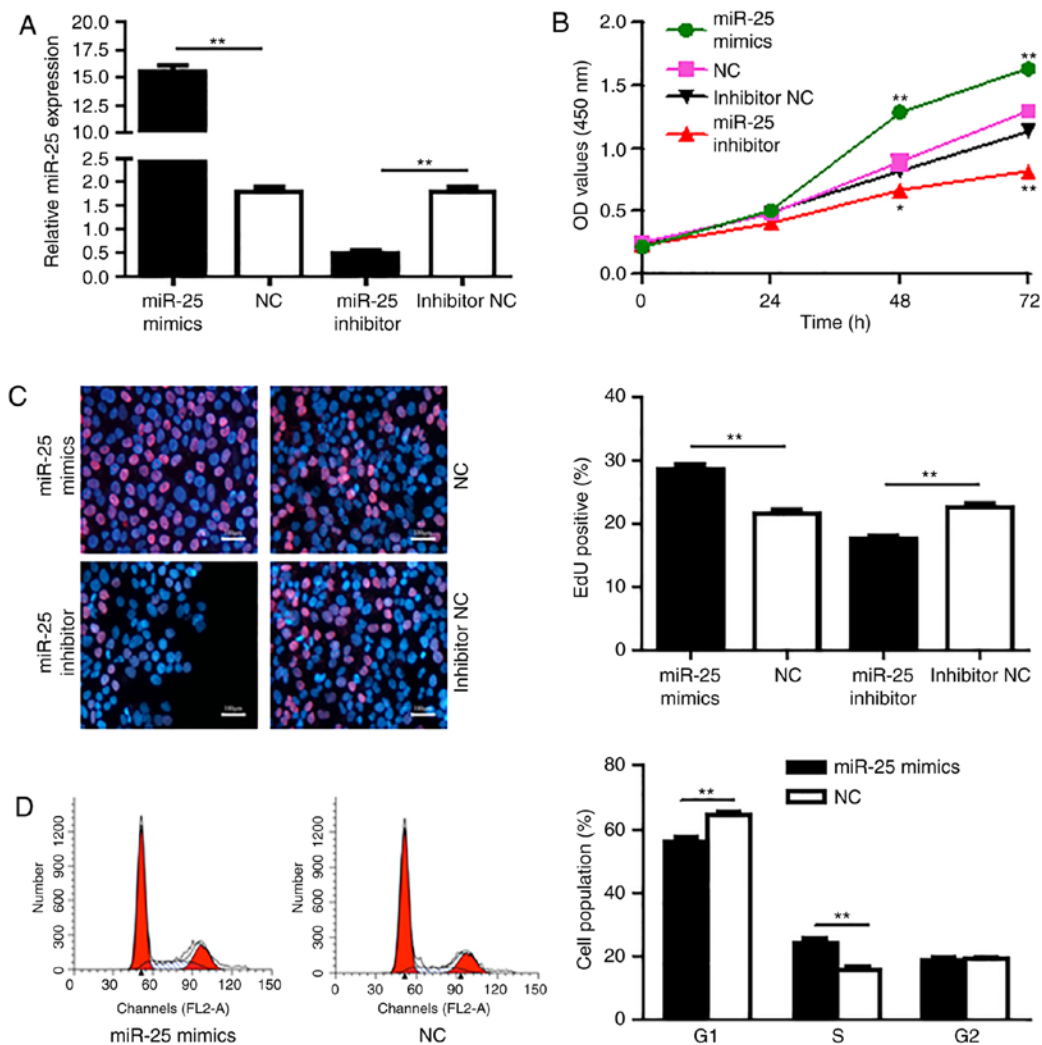 A
Relative miR-25 expression
17.5
15.0
12.5
10.0
2.5
2.0
1.5
1.0
0.5
0.0
20.0
**
**
miR-25
mimics
NC
miR-25
inhibitor
Inhibitor NC
B
OD values (450 nm)
2.0
1.5
1.0
0.5
0.0
miR-25
mimics
NC
Inhibitor NC
miR-25
inhibitor
**
**
*
**
0
24
48
72
Time (h)
C
miR-25
mimics
NC
miR-25
inhibitor
Inhibitor NC
100μm
100μm
100μm
100μm
EdU positive (%)
40
30
20
10
0
**
**
miR-25
mimics
NC
miR-25
inhibitor
Inhibitor NC
D
Number
1200
900
600
300
0
0 30 60 90 120 150
Channels (FL2-A)
miR-25 mimics
Number
1200
900
600
300
0
0 30 60 90 120 150
Channels (FL2-A)
NC
Cell population (%)
80
60
40
20
0
miR-25 mimics
NC
**
**
G1
S
G2